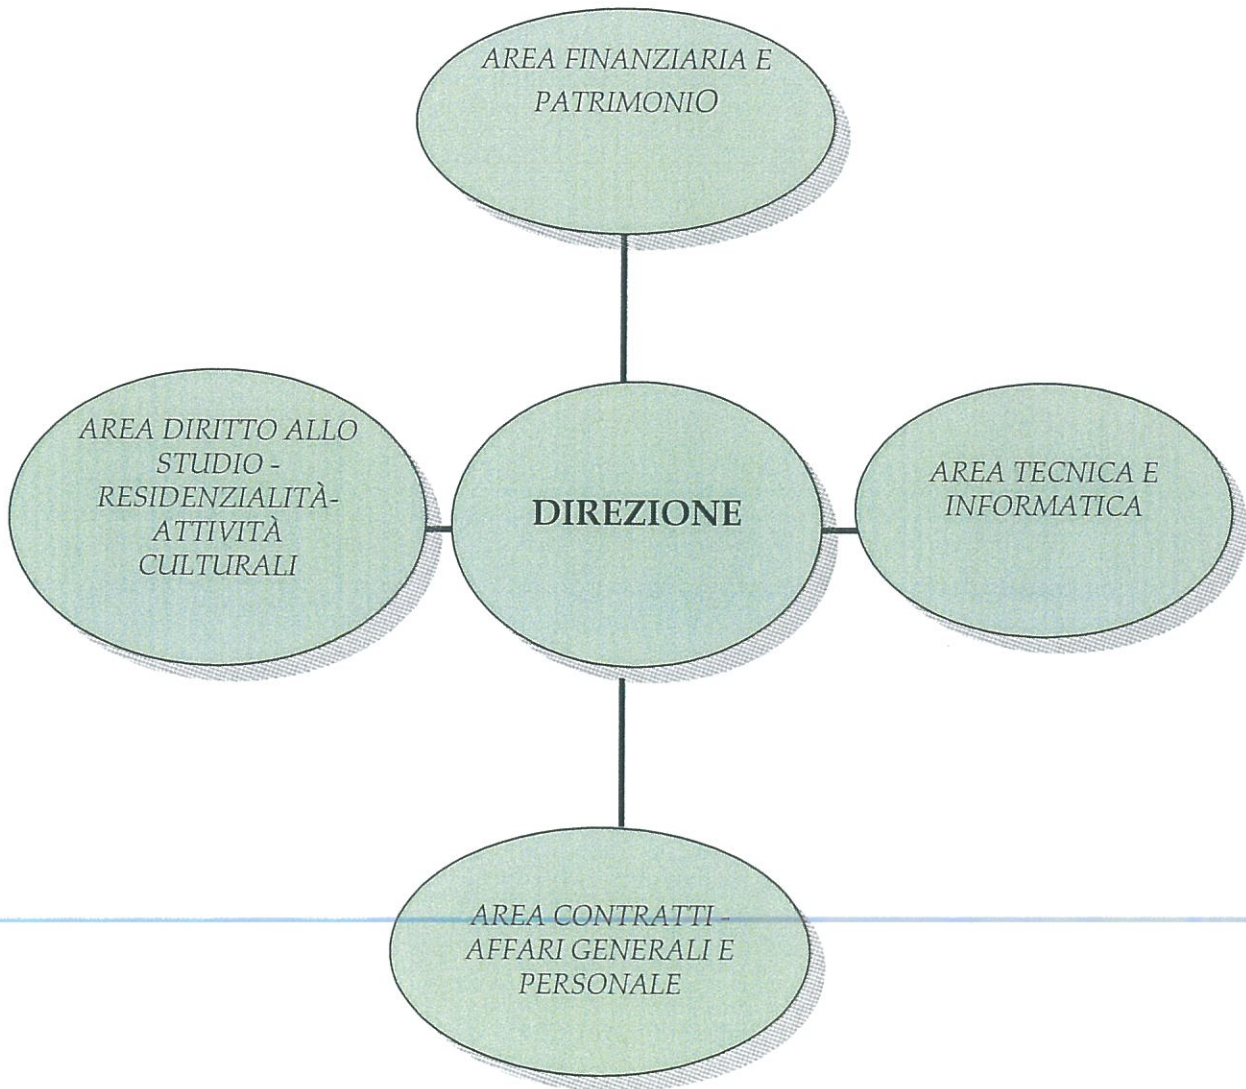 AREA FINANZIARIA E
PATRIMONIO
AREA DIRITTO ALLO
STUDIO -
RESIDENZIALITÀ-
ATTIVITÀ
CULTURALI
DIREZIONE
AREA TECNICA E
INFORMATICA
AREA CONTRATTI -
AFFARI GENERALI E
PERSONALE